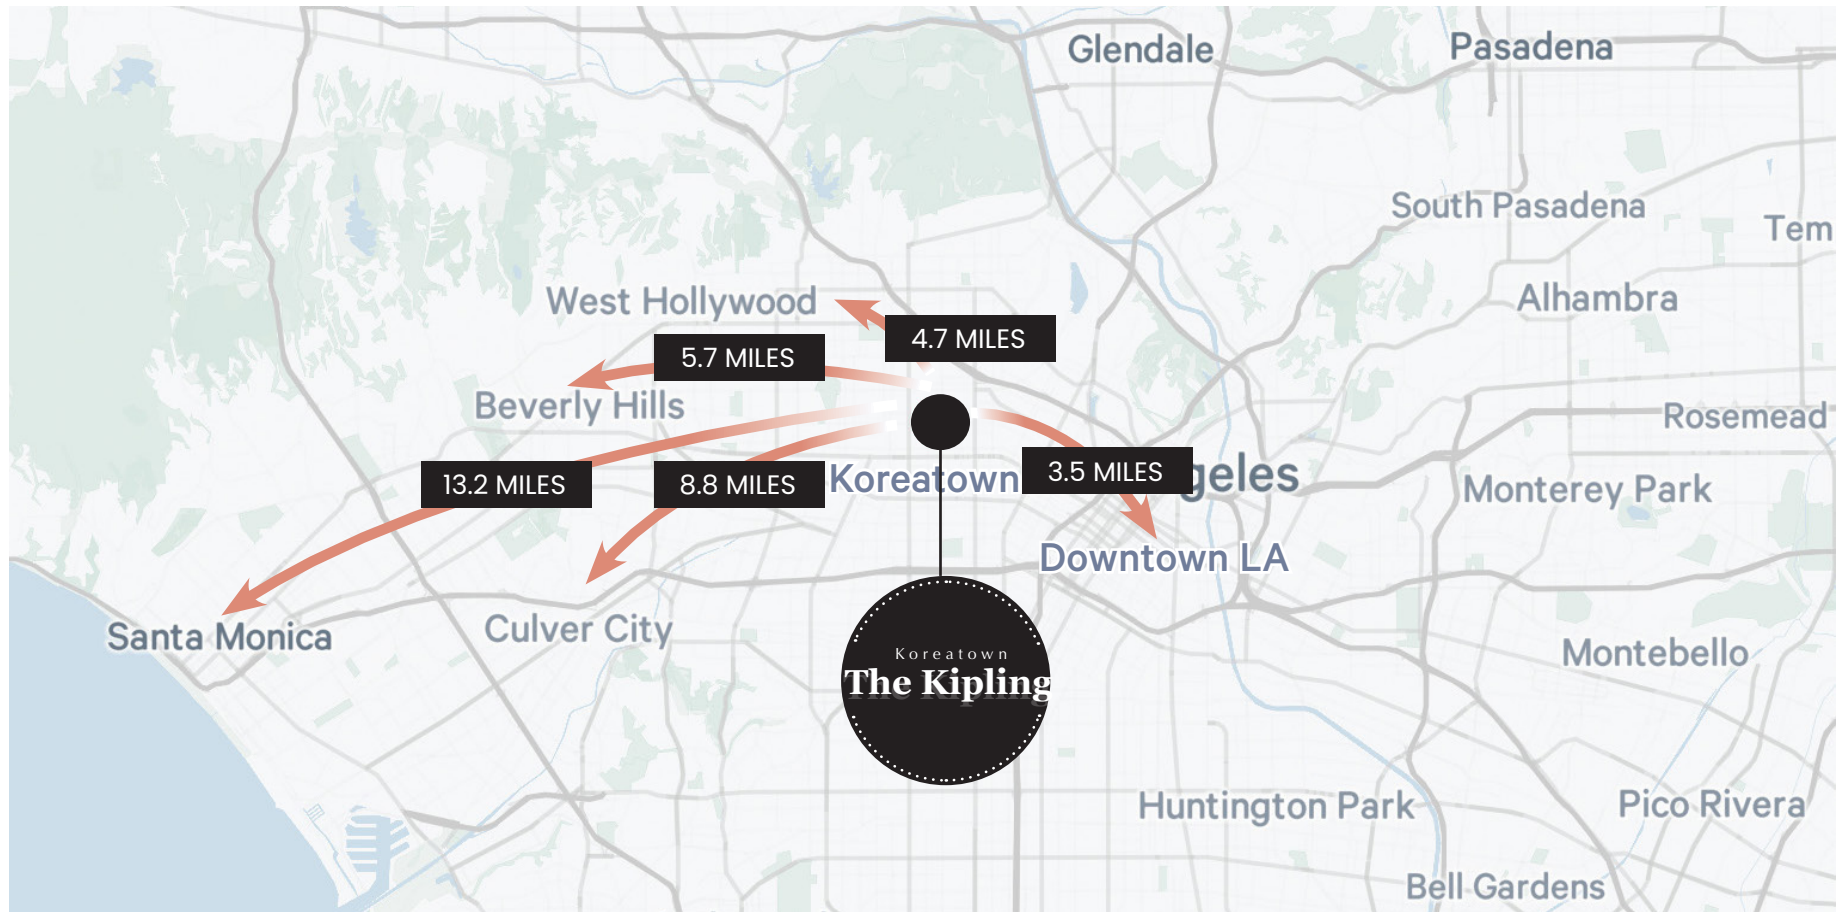 Glendale
Pasadena
South Pasadena
Tem
West Hollywood
Alhambra
4.7 MILES
5.7 MILES
Beverly Hills
Rosemead
13.2 MILES
8.8 MILES
Koreatown
3.5 MILES
geles
Monterey Park
Downtown LA
Santa Monica
Culver City
Koreatown
The Kipling
Montebello
Huntington Park
Pico Rivera
Bell Gardens